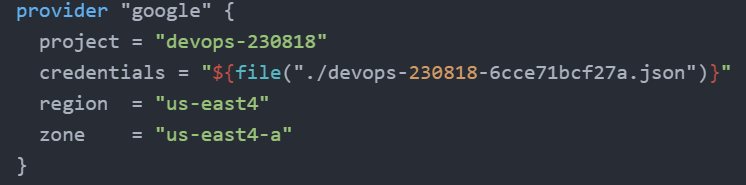 provider "google" {
  project = "devops-230818"
  credentials = "${file("./devops-230818-6cce71bcf27a.json")}"
  region  = "us-east4"
  zone    = "us-east4-a"
}